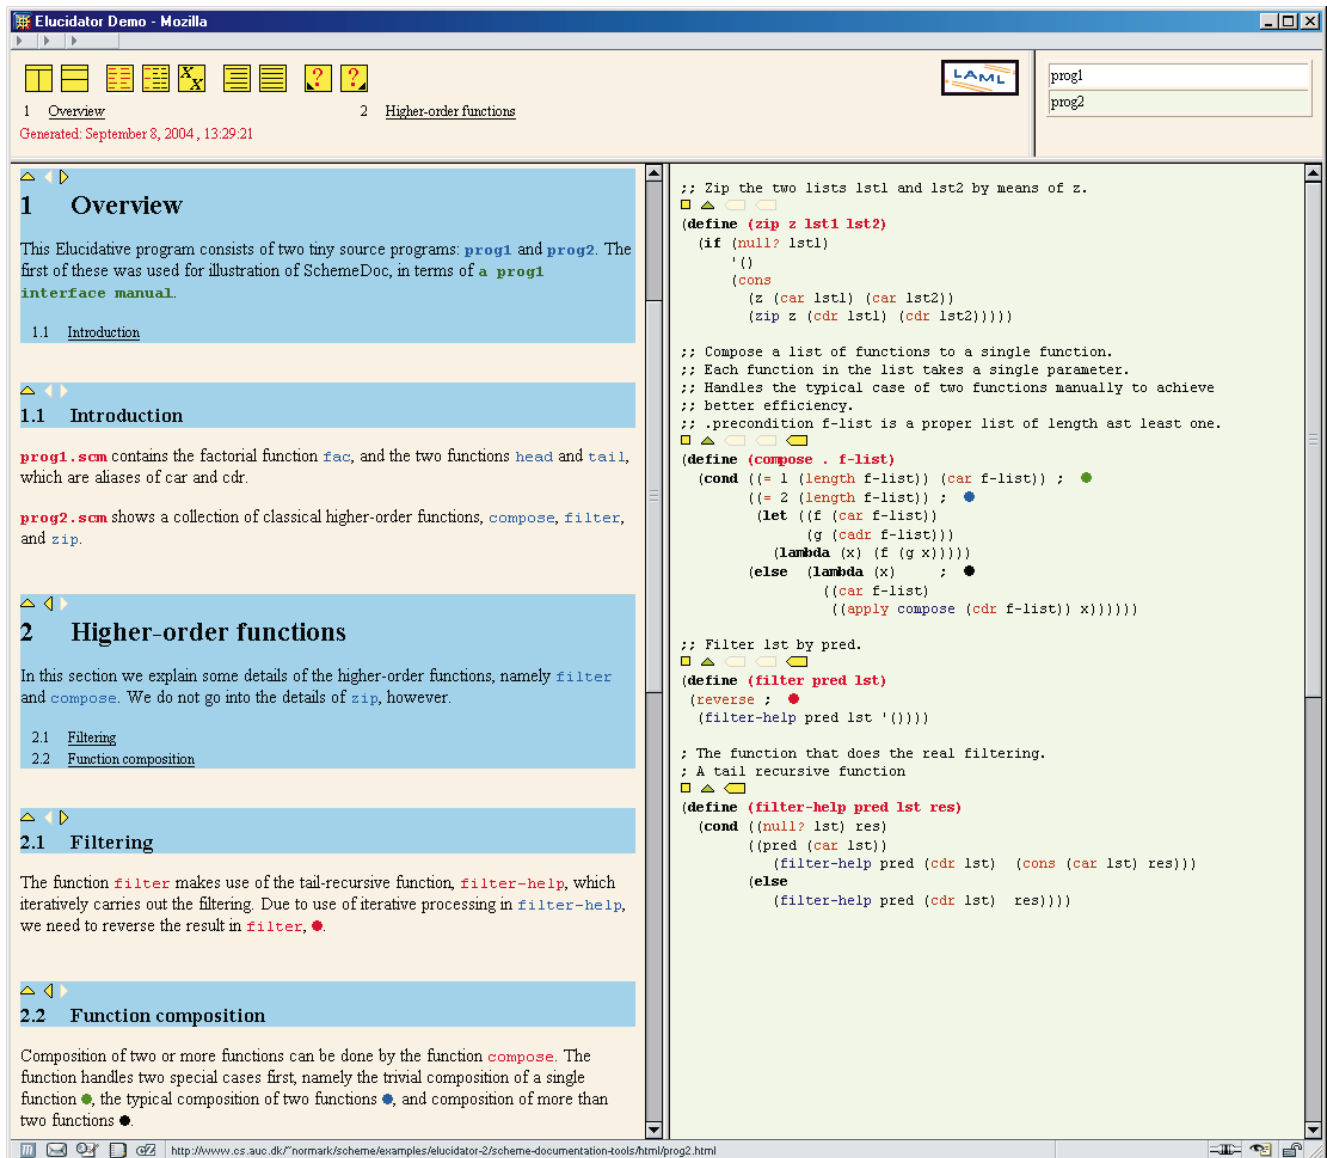 Elucidator Demo - Mozilla
LAML
prog1
prog2
1 Overview 2 Higher-order functions
Generated: September 8, 2004 , 13:29:21
1 Overview
This Elucidative program consists of two tiny source programs: prog1 and prog2. The
first of these was used for illustration of SchemeDoc, in terms of a prog1
interface manual.
1.1 Introduction
1.1 Introduction
prog1.scm contains the factorial function fac, and the two functions head and tail,
which are aliases of car and cdr.
prog2.scm shows a collection of classical higher-order functions, compose, filter,
and zip.
2 Higher-order functions
In this section we explain some details of the higher-order functions, namely filter
and compose. We do not go into the details of zip, however.
2.1 Filtering
2.2 Function composition
2.1 Filtering
The function filter makes use of the tail-recursive function, filter-help, which
iteratively carries out the filtering. Due to use of iterative processing in filter-help,
we need to reverse the result in filter, ●.
2.2 Function composition
Composition of two or more functions can be done by the function compose. The
function handles two special cases first, namely the trivial composition of a single
function ●, the typical composition of two functions ●, and composition of more than
two functions ●.
;; Zip the two lists lst1 and lst2 by means of z.
(define (zip z lst1 lst2)
  (if (null? lst1)
      '()
      (cons
        (z (car lst1) (car lst2))
        (zip z (cdr lst1) (cdr lst2)))))
;; Compose a list of functions to a single function.
;; Each function in the list takes a single parameter.
;; Handles the typical case of two functions manually to achieve
;; better efficiency.
;; .precondition f-list is a proper list of length ast least one.
(define (compose . f-list)
  (cond ((= 1 (length f-list)) (car f-list)) ; ●
        ((= 2 (length f-list)) ; ●
         (let ((f (car f-list))
               (g (cadr f-list)))
           (lambda (x) (f (g x)))))
        (else (lambda (x) ; ●
                 ((car f-list)
                  ((apply compose (cdr f-list)) x))))))
;; Filter lst by pred.
(define (filter pred lst)
 (reverse ; ●
  (filter-help pred lst '())))
; The function that does the real filtering.
; A tail recursive function
(define (filter-help pred lst res)
  (cond ((null? lst) res)
        ((pred (car lst))
           (filter-help pred (cdr lst) (cons (car lst) res)))
        (else
           (filter-help pred (cdr lst) res))))
http://www.cs.auc.dk/~normark/scheme/examples/elucidator-2/scheme-documentation-tools/html/prog2.html